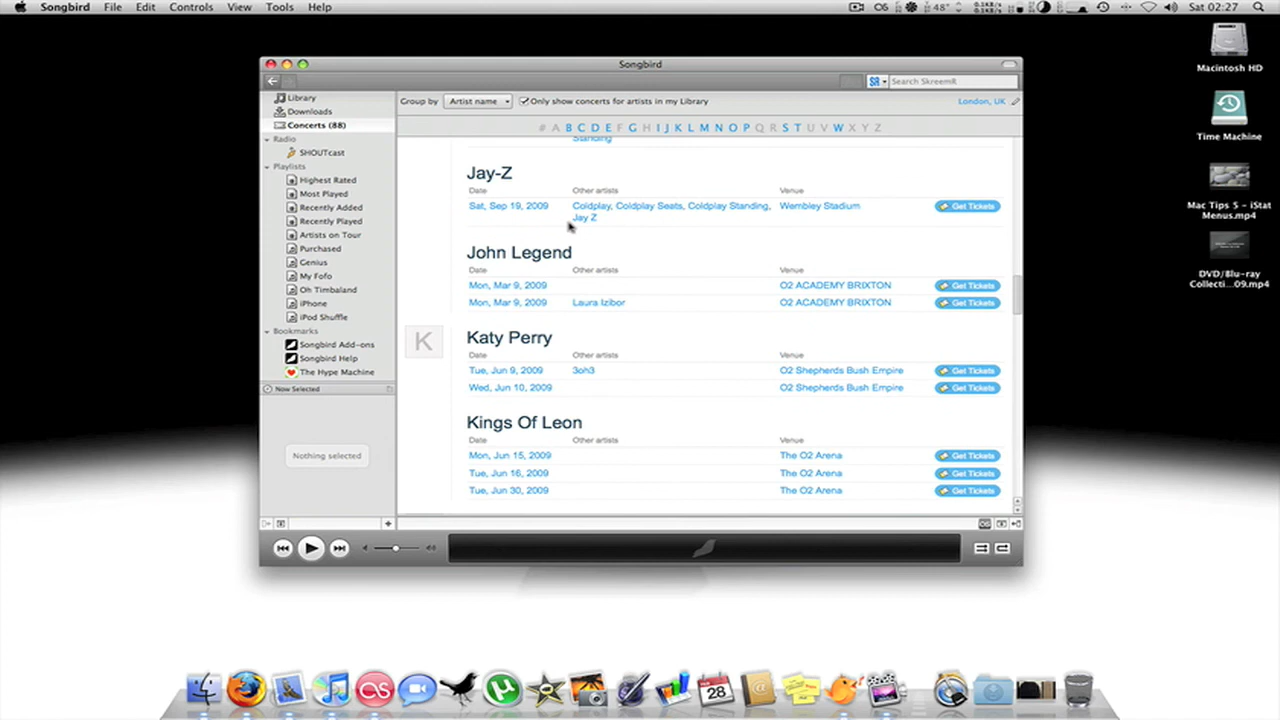 Songbird File Edit Controls View Tools Help
48° Sat 02:27
Songbird
Search SkreemR
Library
Downloads
Concerts (88)
Radio
SHOUTcast
Playlists
Highest Rated
Most Played
Recently Added
Recently Played
Artists on Tour
Purchased
Genius
My Fofo
Oh Timbaland
iPhone
iPod Shuffle
Bookmarks
Songbird Add-ons
Songbird Help
The Hype Machine
Now Selected
Nothing selected
Group by Artist name Only show concerts for artists in my Library London, UK
# A B C D E F G H I J K L M N O P Q R S T U V W X Y Z
Standing
Jay-Z
Date Other artists Venue
Sat, Sep 19, 2009 Coldplay, Coldplay Seats, Coldplay Standing, Wembley Stadium Get Tickets
Jay Z
John Legend
Date Other artists Venue
Mon, Mar 9, 2009 O2 ACADEMY BRIXTON Get Tickets
Mon, Mar 9, 2009 Laura Izibor O2 ACADEMY BRIXTON Get Tickets
K
Katy Perry
Date Other artists Venue
Tue, Jun 9, 2009 3oh3 O2 Shepherds Bush Empire Get Tickets
Wed, Jun 10, 2009 O2 Shepherds Bush Empire Get Tickets
Kings Of Leon
Date Other artists Venue
Mon, Jun 15, 2009 The O2 Arena Get Tickets
Tue, Jun 16, 2009 The O2 Arena Get Tickets
Tue, Jun 30, 2009 The O2 Arena Get Tickets
Macintosh HD
Time Machine
Mac Tips 5 - iStat
Menus.mp4
DVD/Blu-ray
Collecti...09.mp4
FEB
28